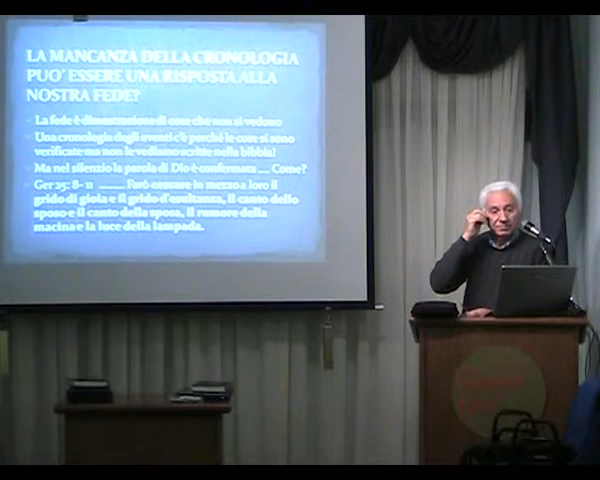 LA MANCANZA DELLA CRONOLOGIA
PUO' ESSERE UNA RISPOSTA ALLA
NOSTRA FEDE?
La fede è dimostrazione di cose che non si vedono
Una cronologia degli eventi c'è perché le cose si sono
verificate ma non le vediamo scritte nella bibbia!
Ma nel silenzio la parola di Dio è confermata .... Come?
Ger 25: 8- 11 ......... Farò cessare in mezzo a loro il
grido di gioia e il grido d'esultanza, il canto dello
sposo e il canto della sposa, il rumore della
macina e la luce della lampada.